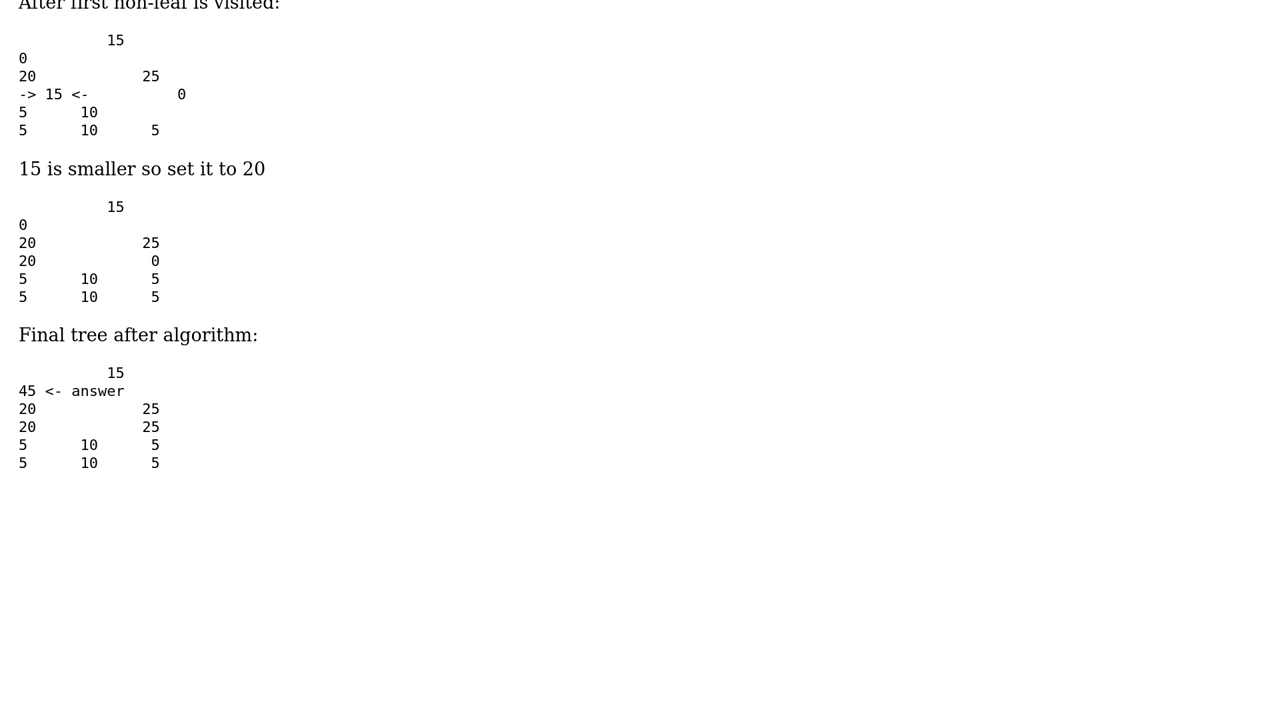 After first non-leaf is visited:
15
0
20 25
-> 15 <- 0
5 10
5 10 5
15 is smaller so set it to 20
15
0
20 25
20 0
5 10 5
5 10 5
Final tree after algorithm:
15
45 <- answer
20 25
20 25
5 10 5
5 10 5